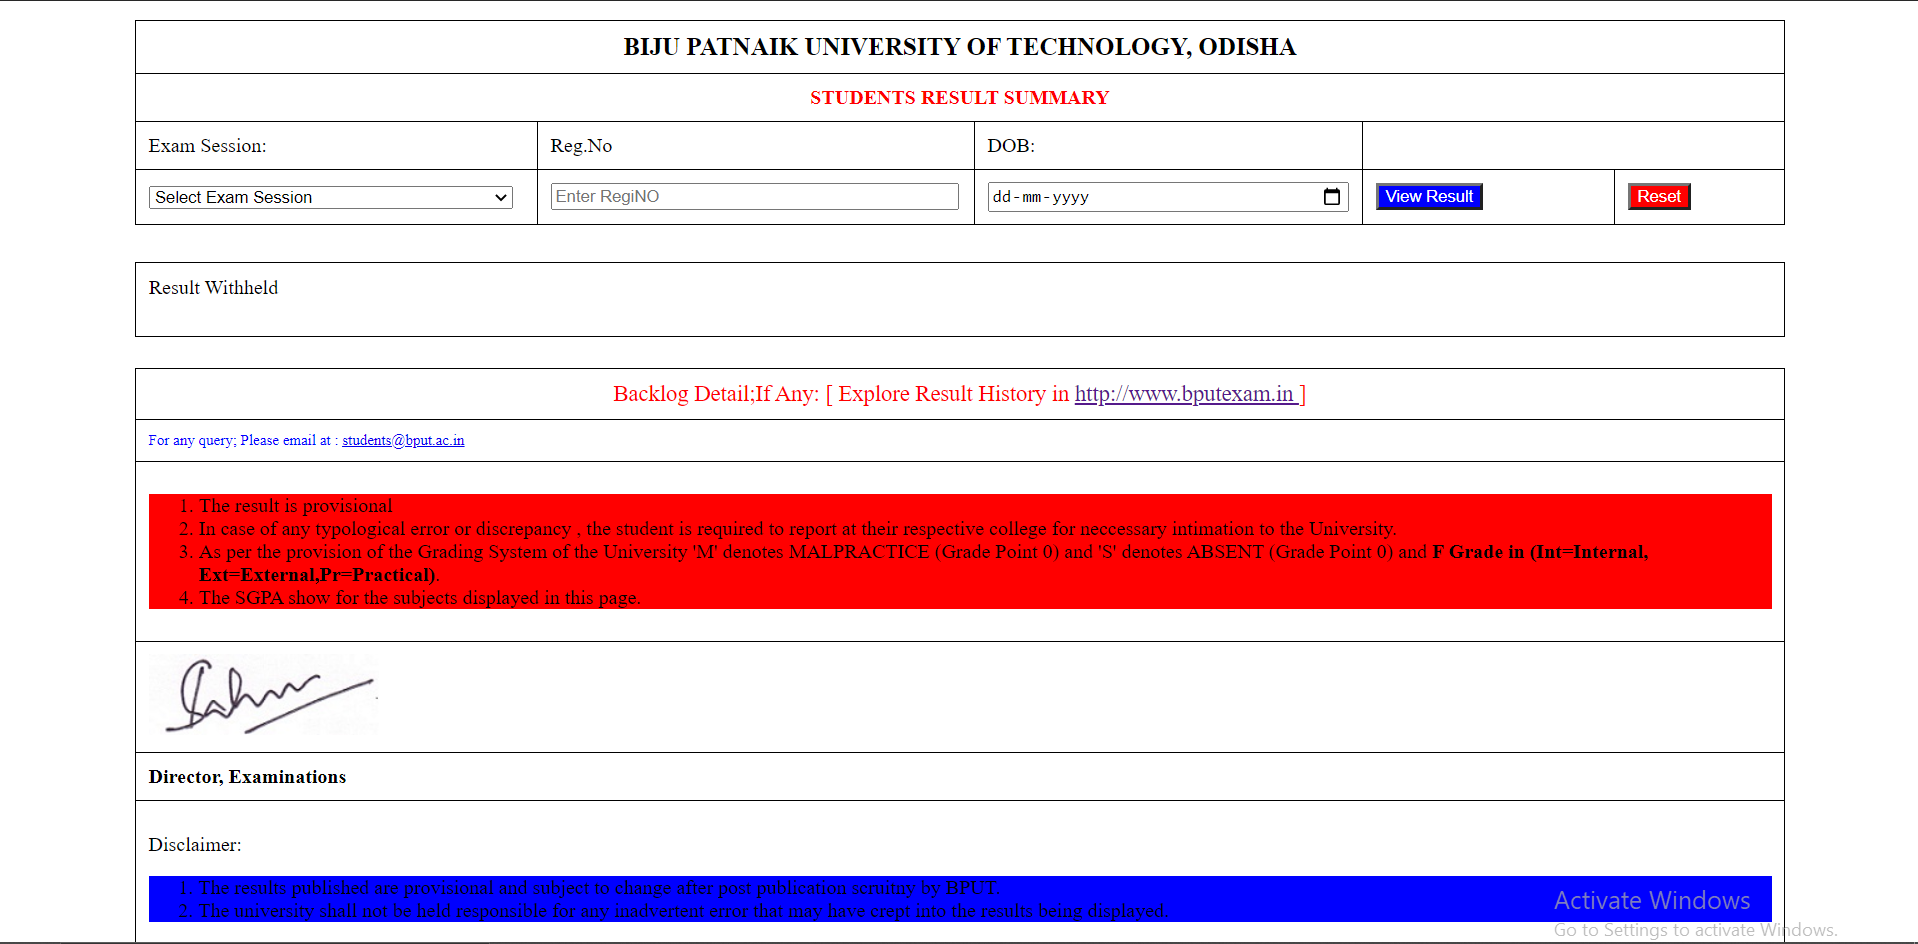 BIJU PATNAIK UNIVERSITY OF TECHNOLOGY, ODISHA
STUDENTS RESULT SUMMARY
Exam Session:
Reg.No
DOB:
Select Exam Session
Enter RegiNO
dd-mm-yyyy
View Result
Reset
Result Withheld
Backlog Detail;If Any: [ Explore Result History in http://www.bputexam.in ]
For any query; Please email at : students@bput.ac.in
1. The result is provisional
2. In case of any typological error or discrepancy , the student is required to report at their respective college for neccessary intimation to the University.
3. As per the provision of the Grading System of the University 'M' denotes MALPRACTICE (Grade Point 0) and 'S' denotes ABSENT (Grade Point 0) and F Grade in (Int=Internal,
Ext=External,Pr=Practical).
4. The SGPA show for the subjects displayed in this page.
Director, Examinations
Disclaimer:
1. The results published are provisional and subject to change after post publication scruitny by BPUT.
2. The university shall not be held responsible for any inadvertent error that may have crept into the results being displayed.
Activate Windows
Go to Settings to activate Windows.